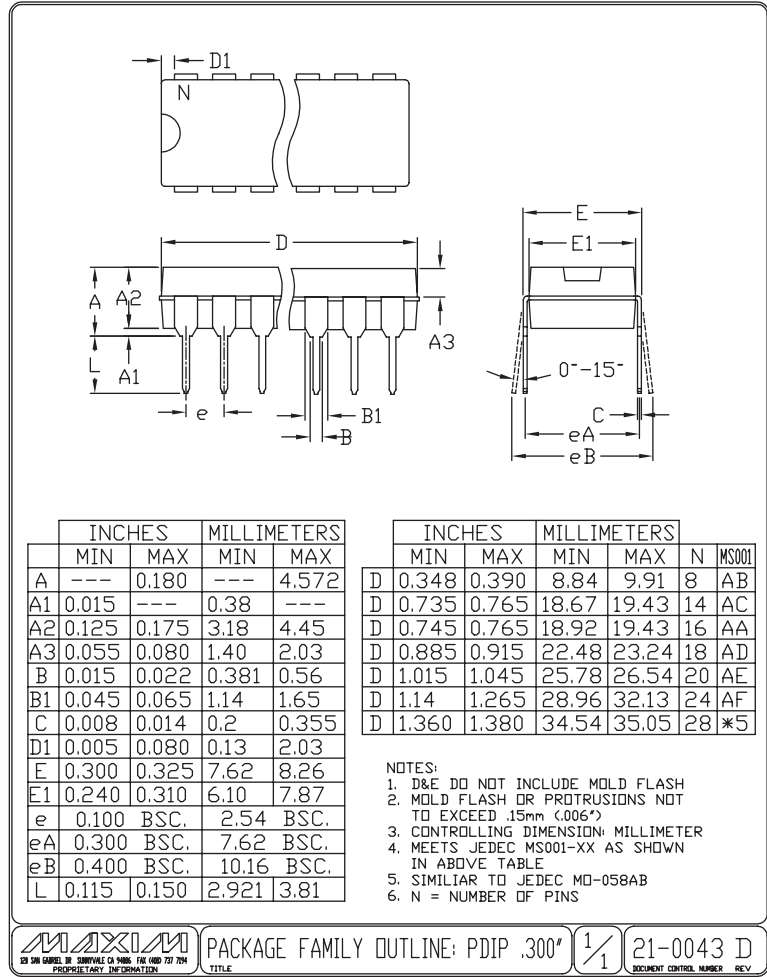 D1
N
D
E
E1
A
A2
A3
L
A1
0°-15°
e
B1
B
C
eA
eB
INCHES MILLIMETERS
MIN MAX MIN MAX
A --- 0.180 --- 4.572
A1 0.015 --- 0.38 ---
A2 0.125 0.175 3.18 4.45
A3 0.055 0.080 1.40 2.03
B 0.015 0.022 0.381 0.56
B1 0.045 0.065 1.14 1.65
C 0.008 0.014 0.2 0.355
D1 0.005 0.080 0.13 2.03
E 0.300 0.325 7.62 8.26
E1 0.240 0.310 6.10 7.87
e 0.100 BSC. 2.54 BSC.
eA 0.300 BSC. 7.62 BSC.
eB 0.400 BSC. 10.16 BSC.
L 0.115 0.150 2.921 3.81
INCHES MILLIMETERS
MIN MAX MIN MAX N MS001
D 0.348 0.390 8.84 9.91 8 AB
D 0.735 0.765 18.67 19.43 14 AC
D 0.745 0.765 18.92 19.43 16 AA
D 0.885 0.915 22.48 23.24 18 AD
D 1.015 1.045 25.78 26.54 20 AE
D 1.14 1.265 28.96 32.13 24 AF
D 1.360 1.380 34.54 35.05 28 *5
NOTES:
1. D&E DO NOT INCLUDE MOLD FLASH
2. MOLD FLASH OR PROTRUSIONS NOT
TO EXCEED .15mm (.006")
3. CONTROLLING DIMENSION: MILLIMETER
4. MEETS JEDEC MS001-XX AS SHOWN
IN ABOVE TABLE
5. SIMILIAR TO JEDEC MO-058AB
6. N = NUMBER OF PINS
MAXIM
120 SAN GABRIEL DR SUNNYVALE CA 94086 FAX (408) 737 7194
PROPRIETARY INFORMATION
PACKAGE FAMILY OUTLINE: PDIP .300"
TITLE
1/1
21-0043 D
DOCUMENT CONTROL NUMBER REV